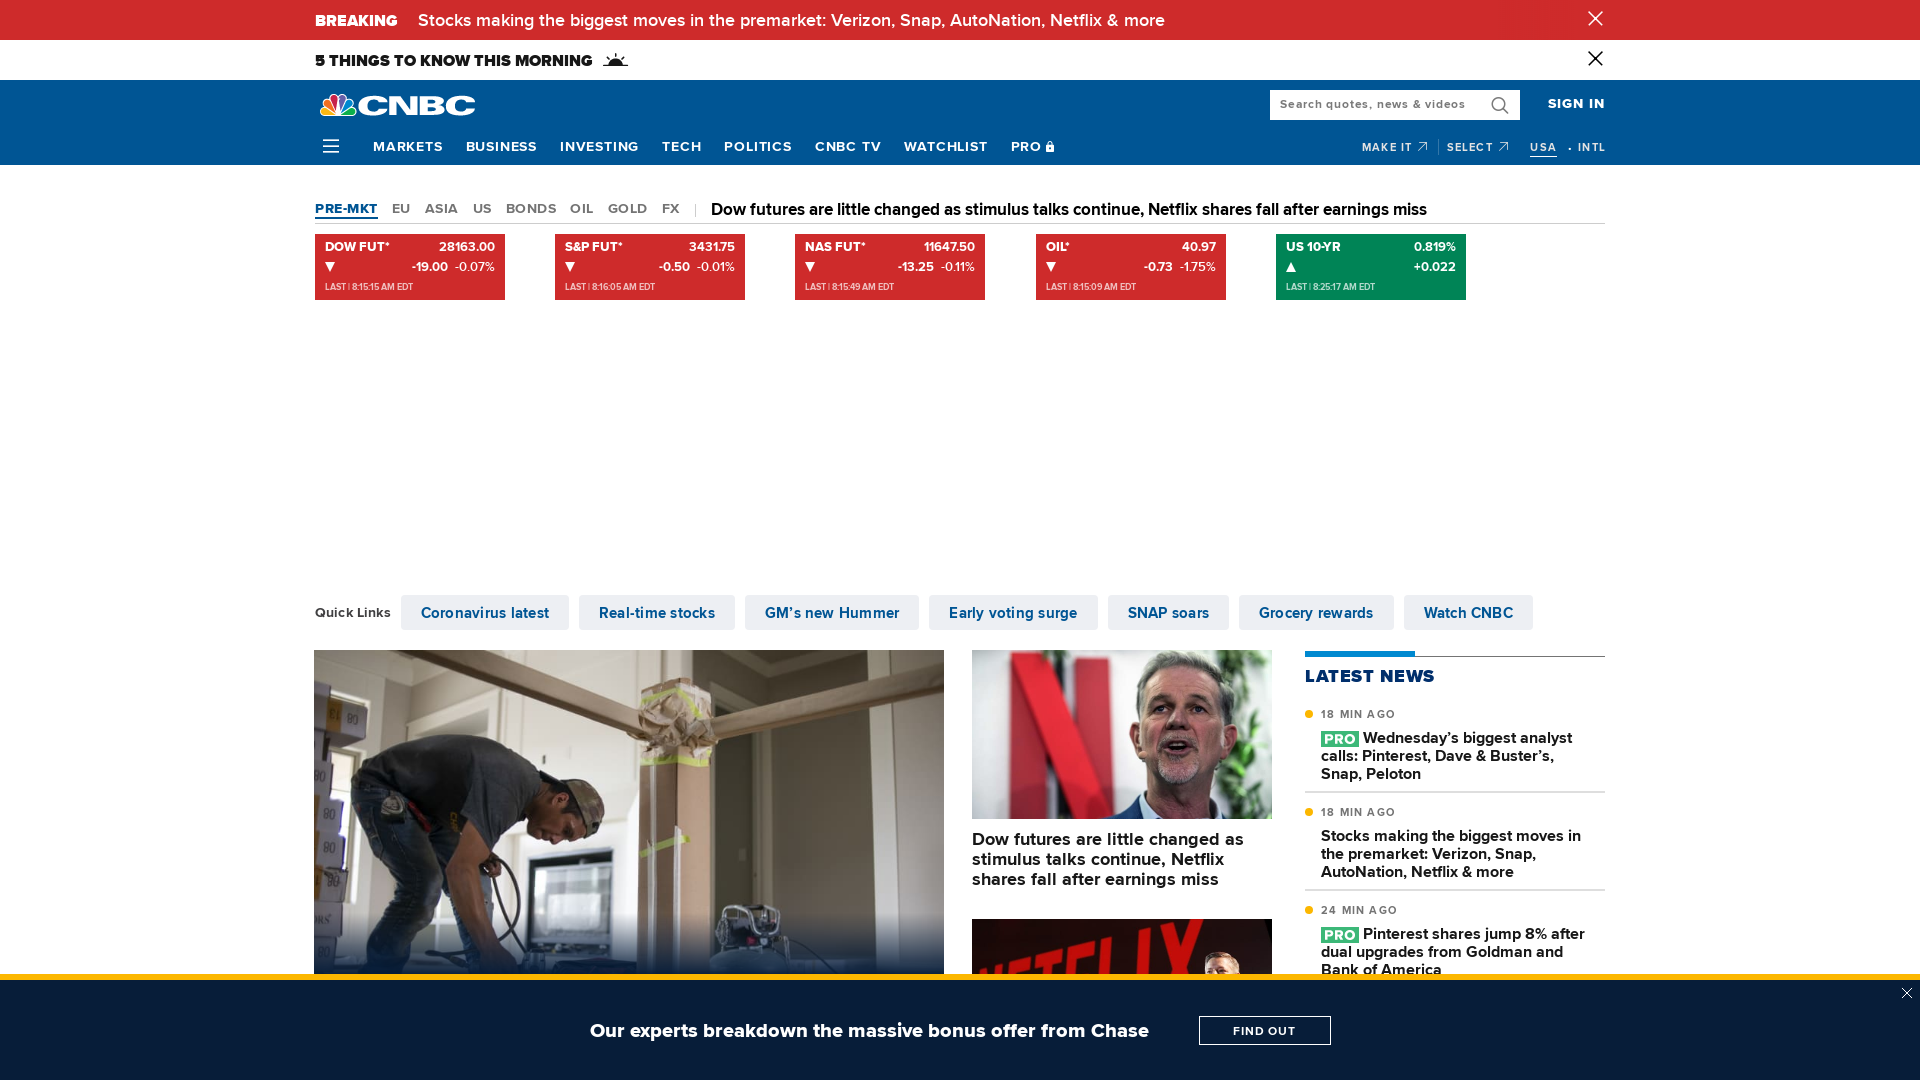 BREAKING Stocks making the biggest moves in the premarket: Verizon, Snap, AutoNation, Netflix & more
5 THINGS TO KNOW THIS MORNING
CNBC
Search quotes, news & videos
SIGN IN
MARKETS BUSINESS INVESTING TECH POLITICS CNBC TV WATCHLIST PRO
MAKE IT SELECT USA • INTL
PRE-MKT EU ASIA US BONDS OIL GOLD FX
Dow futures are little changed as stimulus talks continue, Netflix shares fall after earnings miss
DOW FUT* 28163.00
-19.00 -0.07%
LAST | 8:15:15 AM EDT
S&P FUT* 3431.75
-0.50 -0.01%
LAST | 8:16:05 AM EDT
NAS FUT* 11647.50
-13.25 -0.11%
LAST | 8:15:49 AM EDT
OIL* 40.97
-0.73 -1.75%
LAST | 8:15:09 AM EDT
US 10-YR 0.819%
+0.022
LAST | 8:25:17 AM EDT
Quick Links Coronavirus latest Real-time stocks GM’s new Hummer Early voting surge SNAP soars Grocery rewards Watch CNBC
Dow futures are little changed as
stimulus talks continue, Netflix
shares fall after earnings miss
NETFLIX
LATEST NEWS
18 MIN AGO
PRO Wednesday’s biggest analyst
calls: Pinterest, Dave & Buster’s,
Snap, Peloton
18 MIN AGO
Stocks making the biggest moves in
the premarket: Verizon, Snap,
AutoNation, Netflix & more
24 MIN AGO
PRO Pinterest shares jump 8% after
dual upgrades from Goldman and
Bank of America
Our experts breakdown the massive bonus offer from Chase
FIND OUT